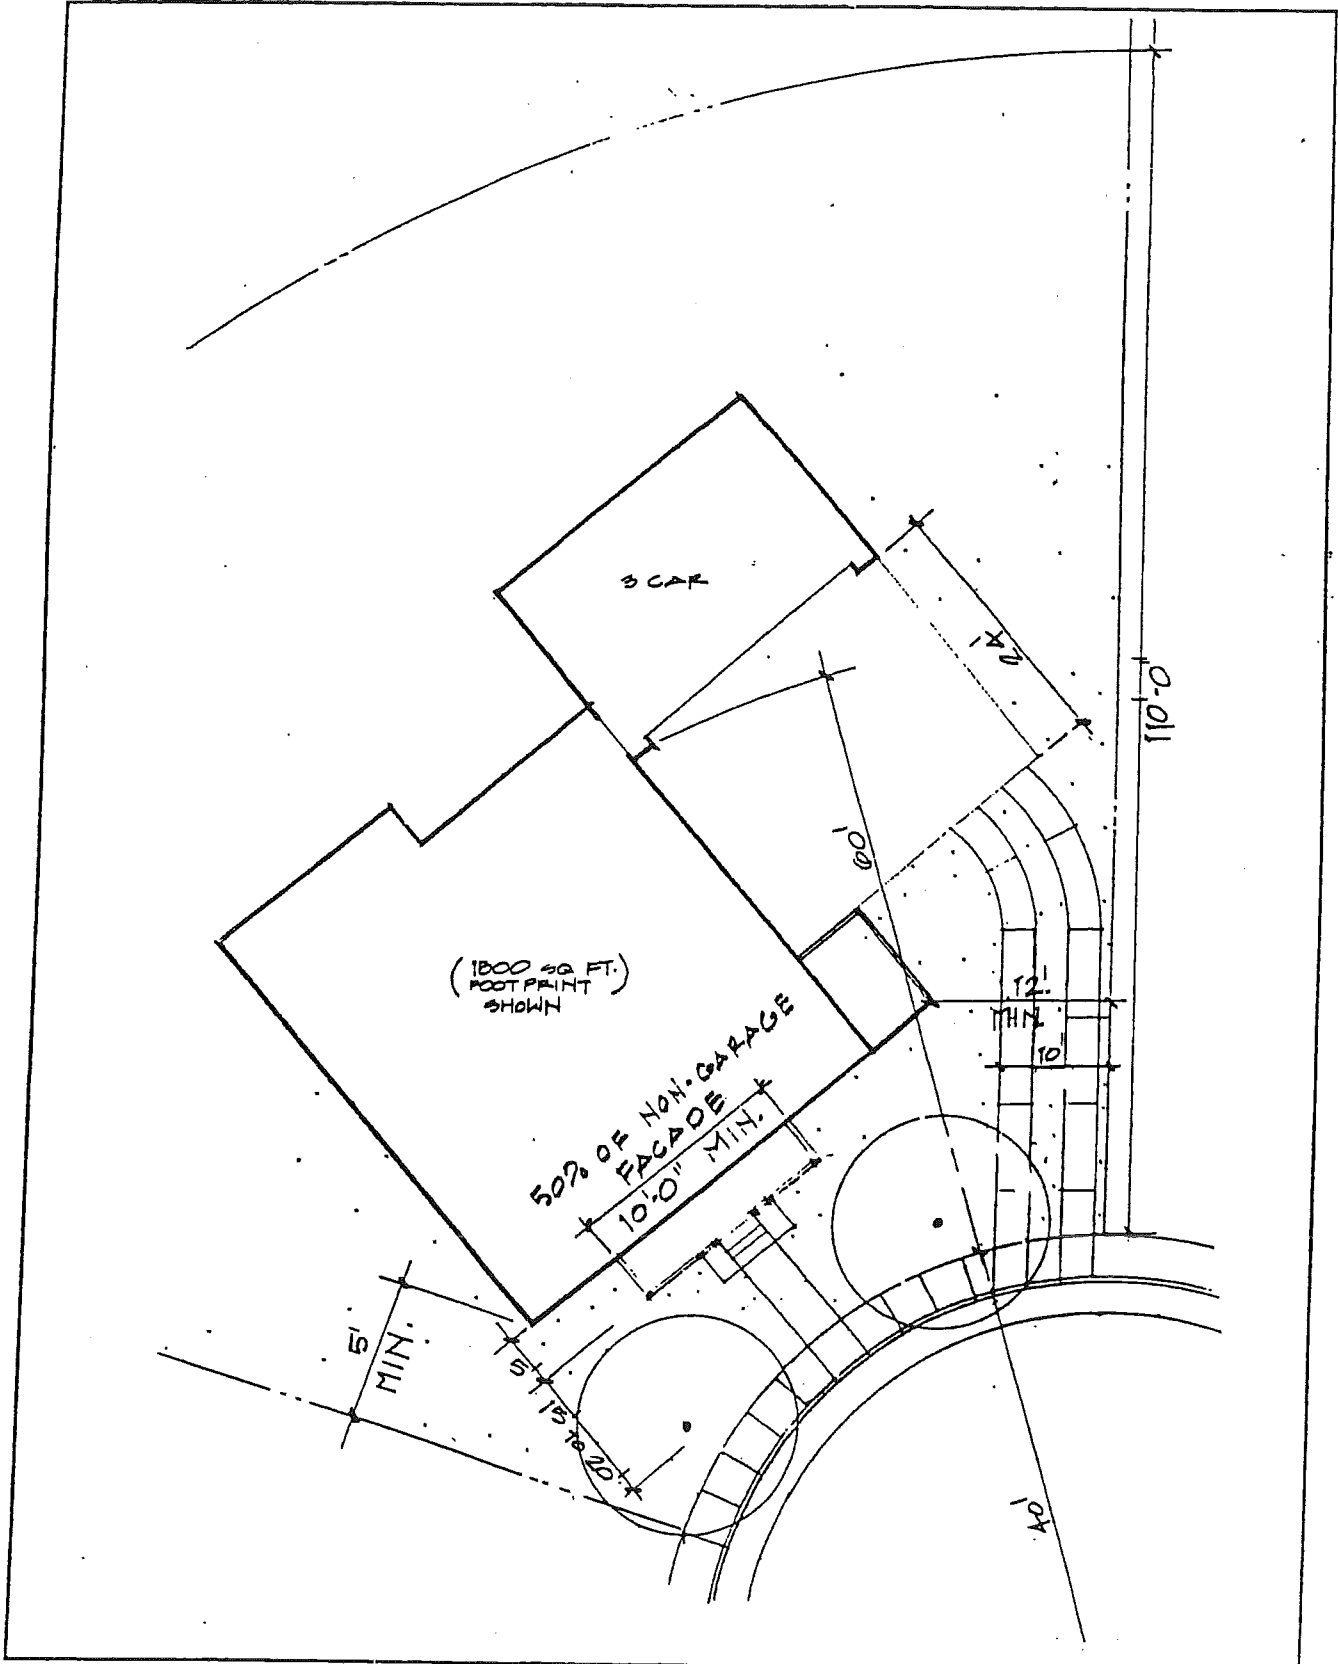 3 CAR
24'
110'-0
60'
(1800 SQ FT.)
FOOTPRINT
SHOWN
12'
MIN.
10'
50% OF NON-GARAGE
FACADE
10'-0" MIN.
5'
MIN.
5'
15 TO 20'
40'